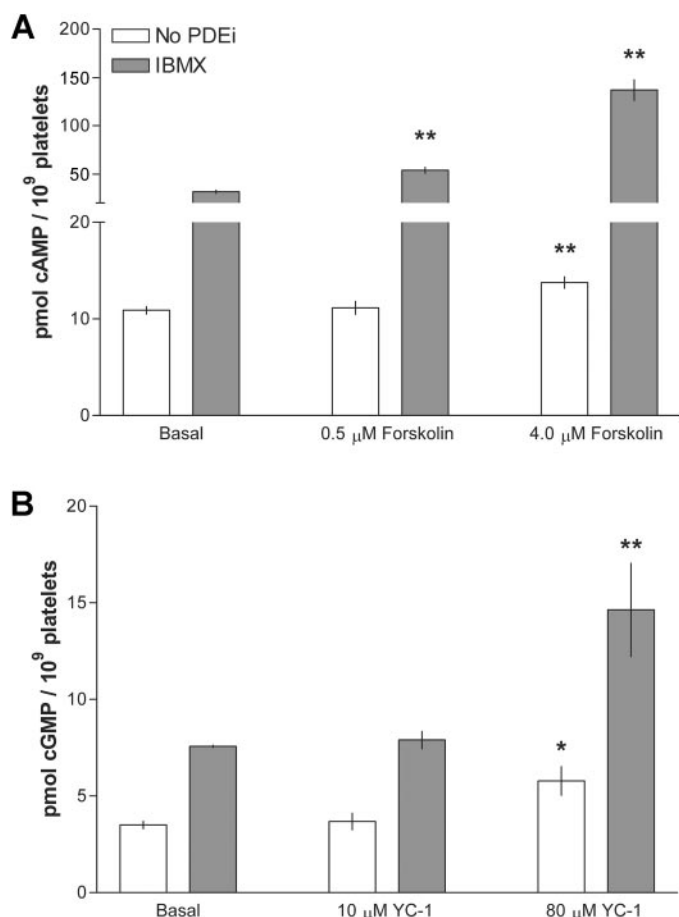 A
No PDEi
IBMX
pmol cAMP / 10⁹ platelets
200
150
100
50
20
10
0
**
**
**
Basal
0.5 μM Forskolin
4.0 μM Forskolin
B
pmol cGMP / 10⁹ platelets
20
15
10
5
0
**
*
Basal
10 μM YC-1
80 μM YC-1